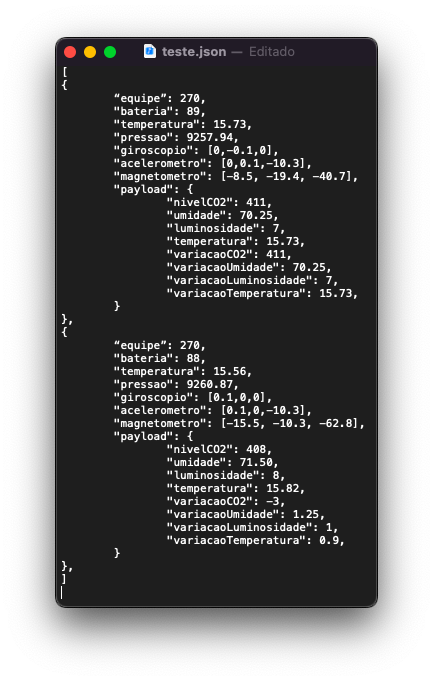 teste.json — Editado
[
{
	“equipe”: 270,
	"bateria": 89,
	"temperatura": 15.73,
	"pressao": 9257.94,
	"giroscopio": [0,-0.1,0],
	"acelerometro": [0,0.1,-10.3],
	"magnetometro": [-8.5, -19.4, -40.7],
	"payload": {
		"nivelCO2": 411,
		"umidade": 70.25,
		"luminosidade": 7,
		"temperatura": 15.73,
		"variacaoCO2": 411,
		"variacaoUmidade": 70.25,
		"variacaoLuminosidade": 7,
		"variacaoTemperatura": 15.73,
	}
},
{
	“equipe”: 270,
	"bateria": 88,
	"temperatura": 15.56,
	"pressao": 9260.87,
	"giroscopio": [0.1,0,0],
	"acelerometro": [0.1,0,-10.3],
	"magnetometro": [-15.5, -10.3, -62.8],
	"payload": {
		"nivelCO2": 408,
		"umidade": 71.50,
		"luminosidade": 8,
		"temperatura": 15.82,
		"variacaoCO2": -3,
		"variacaoUmidade": 1.25,
		"variacaoLuminosidade": 1,
		"variacaoTemperatura": 0.9,
	}
},
]